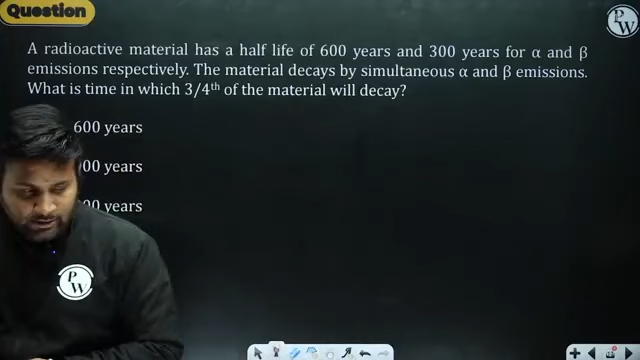 Question
P
W
A radioactive material has a half life of 600 years and 300 years for α and β
emissions respectively. The material decays by simultaneous α and β emissions.
What is time in which 3/4th of the material will decay?
600 years
years
years
P
W